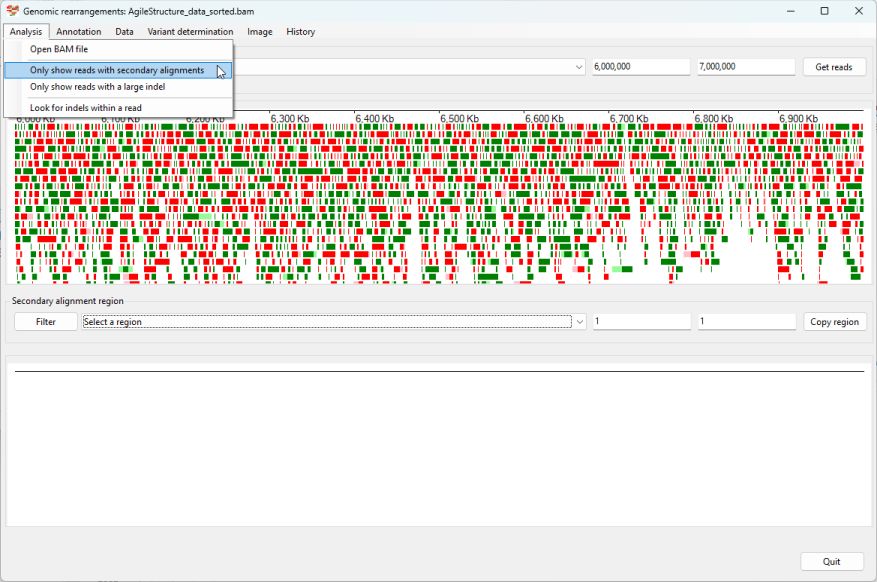 Genomic rearrangements: AgileStructure_data_sorted.bam
Analysis Annotation Data Variant determination Image History
Open BAM file
Only show reads with secondary alignments
Only show reads with a large indel
Look for indels within a read
6,000,000 7,000,000 Get reads
6,000 Kb 6,100 Kb 6,200 Kb 6,300 Kb 6,400 Kb 6,500 Kb 6,600 Kb 6,700 Kb 6,800 Kb 6,900 Kb
Secondary alignment region
Filter Select a region 1 1 Copy region
Quit